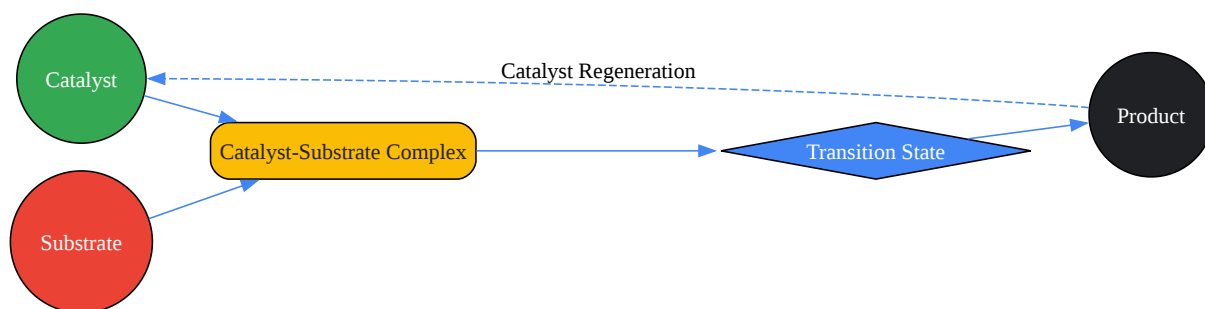 Catalyst
Catalyst Regeneration
Product
Catalyst-Substrate Complex
Transition State
Substrate